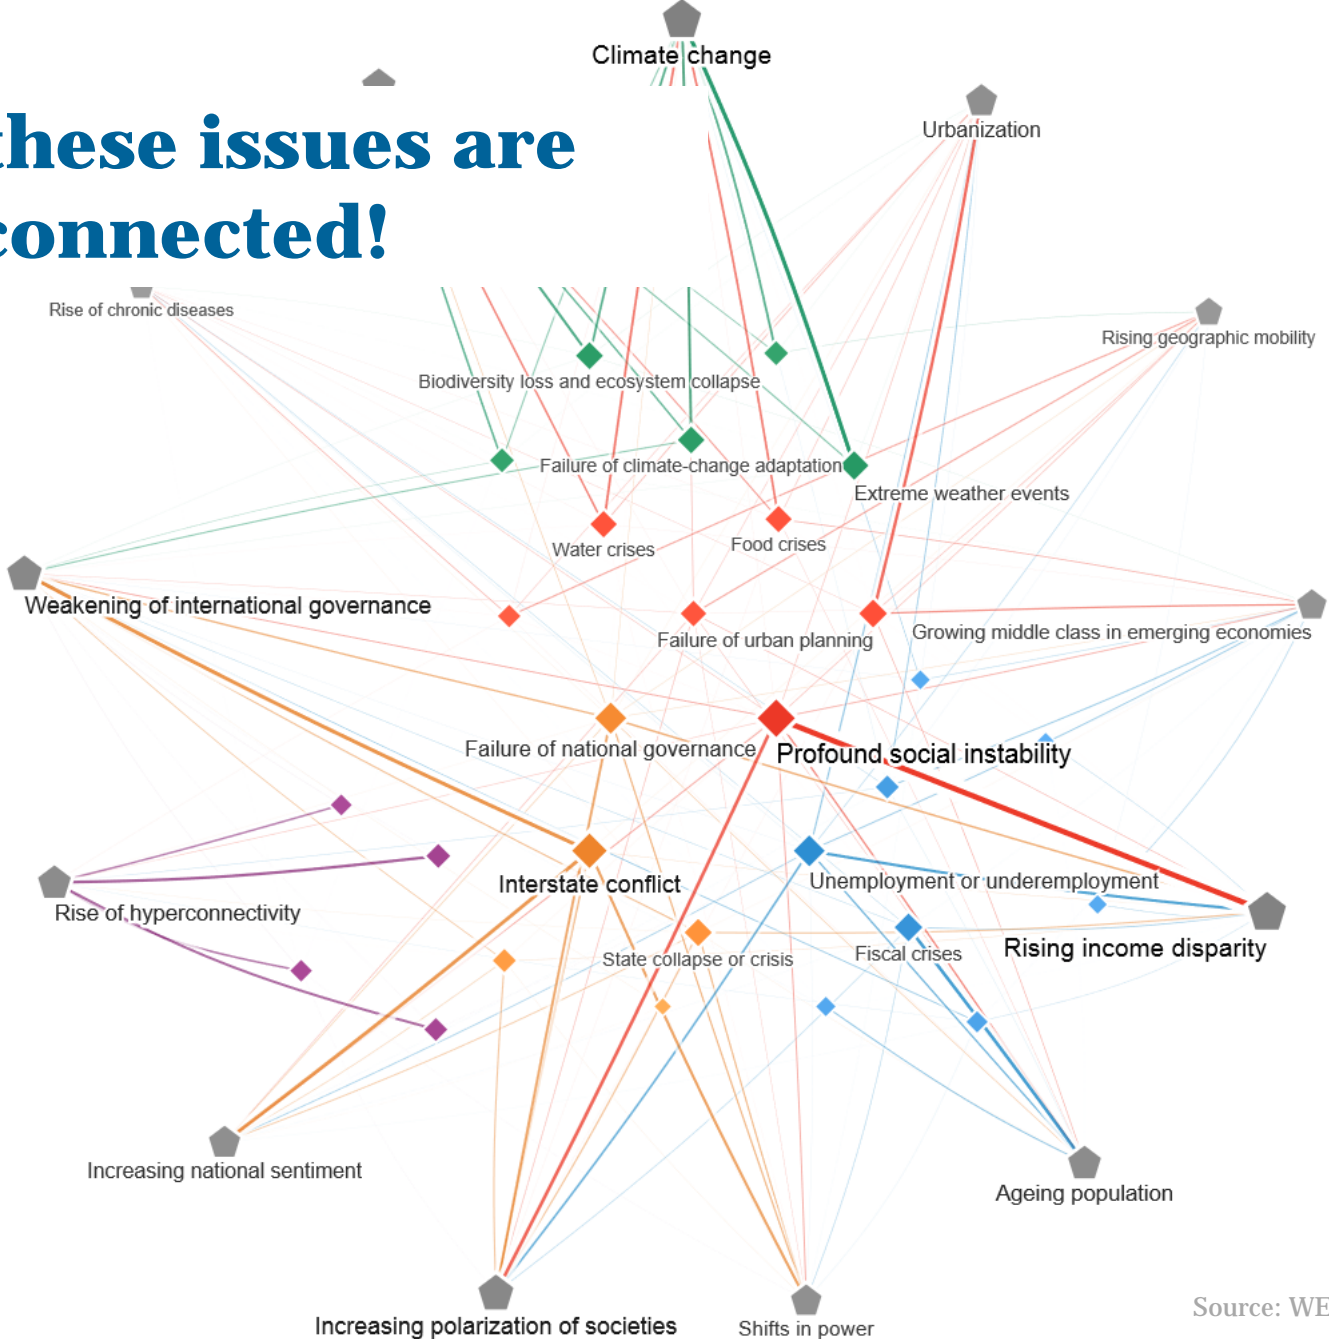 Climate change
Urbanization
these issues are
connected!
Rise of chronic diseases
Rising geographic mobility
Biodiversity loss and ecosystem collapse
Failure of climate-change adaptation
Extreme weather events
Water crises
Food crises
Weakening of international governance
Failure of urban planning
Growing middle class in emerging economies
Failure of national governance
Profound social instability
Interstate conflict
Unemployment or underemployment
Rise of hyperconnectivity
State collapse or crisis
Fiscal crises
Rising income disparity
Increasing national sentiment
Ageing population
Increasing polarization of societies
Shifts in power
Source: WE